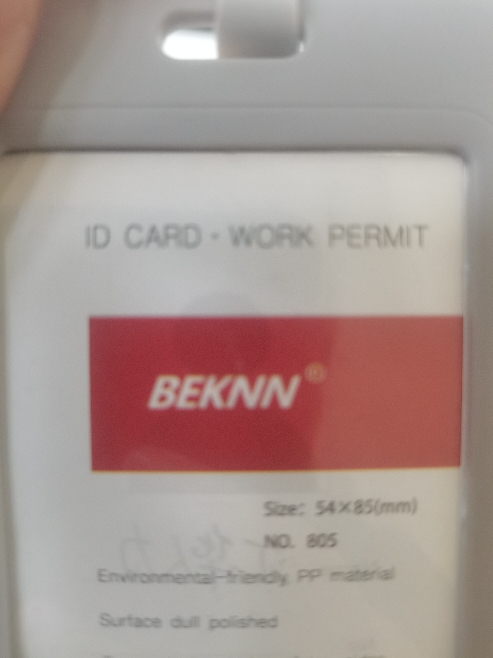 ID CARD - WORK PERMIT
BEKNN®
Size: 54×85(mm)
NO. 805
Environmental-friendly, PP material
Surface dull polished